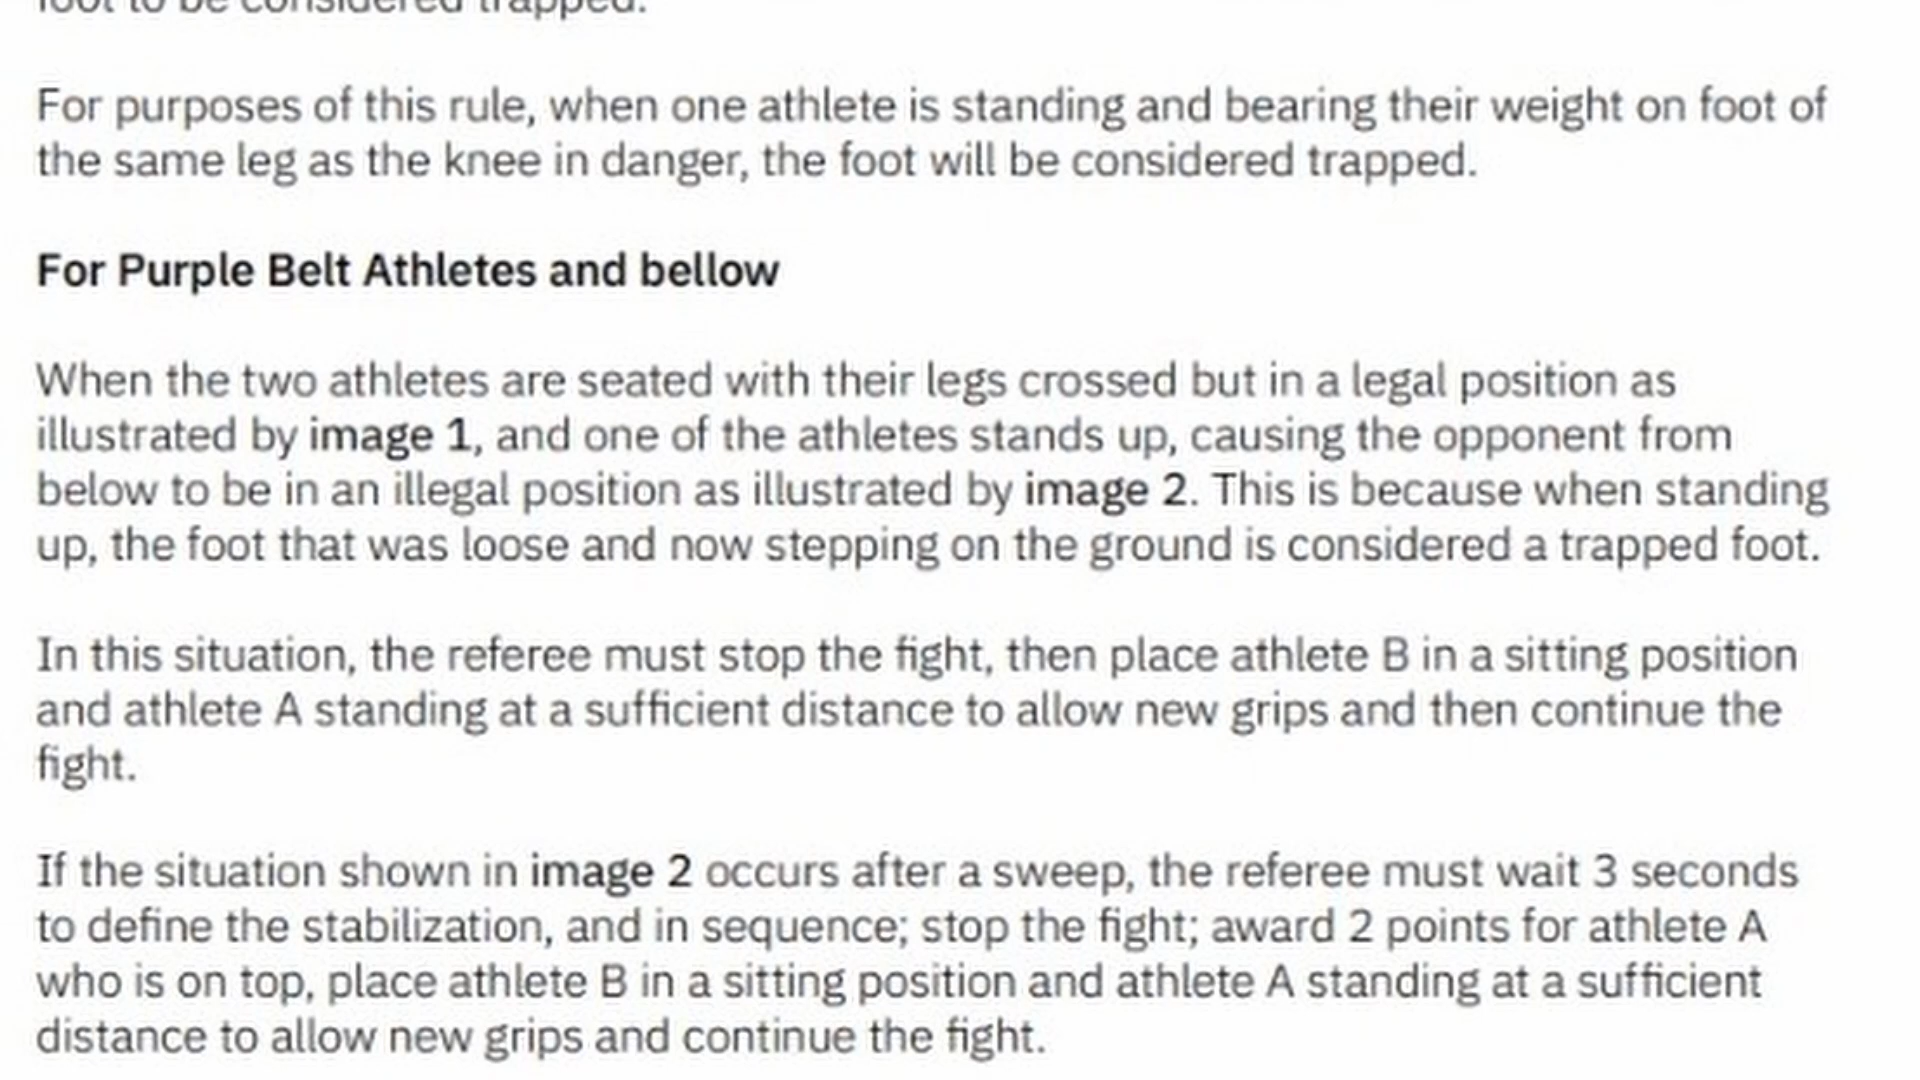 foot to be considered trapped.
For purposes of this rule, when one athlete is standing and bearing their weight on foot of
the same leg as the knee in danger, the foot will be considered trapped.
For Purple Belt Athletes and bellow
When the two athletes are seated with their legs crossed but in a legal position as
illustrated by image 1, and one of the athletes stands up, causing the opponent from
below to be in an illegal position as illustrated by image 2. This is because when standing
up, the foot that was loose and now stepping on the ground is considered a trapped foot.
In this situation, the referee must stop the fight, then place athlete B in a sitting position
and athlete A standing at a sufficient distance to allow new grips and then continue the
fight.
If the situation shown in image 2 occurs after a sweep, the referee must wait 3 seconds
to define the stabilization, and in sequence; stop the fight; award 2 points for athlete A
who is on top, place athlete B in a sitting position and athlete A standing at a sufficient
distance to allow new grips and continue the fight.